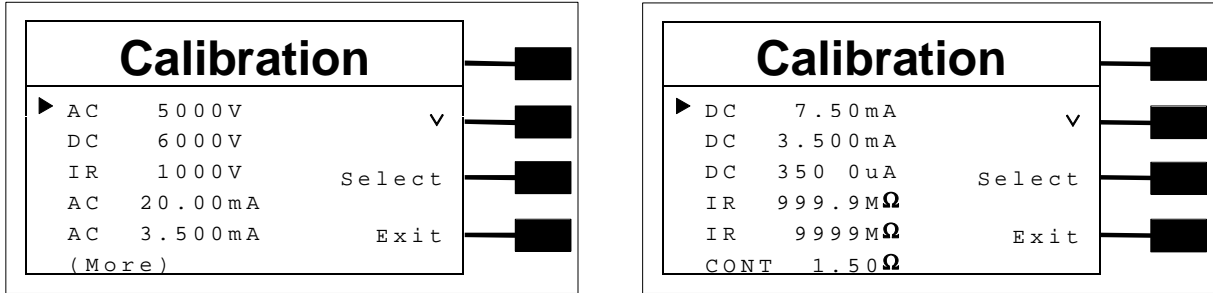 Calibration
AC 5000V
v
DC 6000V
IR 1000V
Select
AC 20.00mA
AC 3.500mA
Exit
(More)
Calibration
DC 7.50mA
v
DC 3.500mA
DC 350 0uA
Select
IR 999.9MΩ
IR 9999MΩ
Exit
CONT 1.50Ω